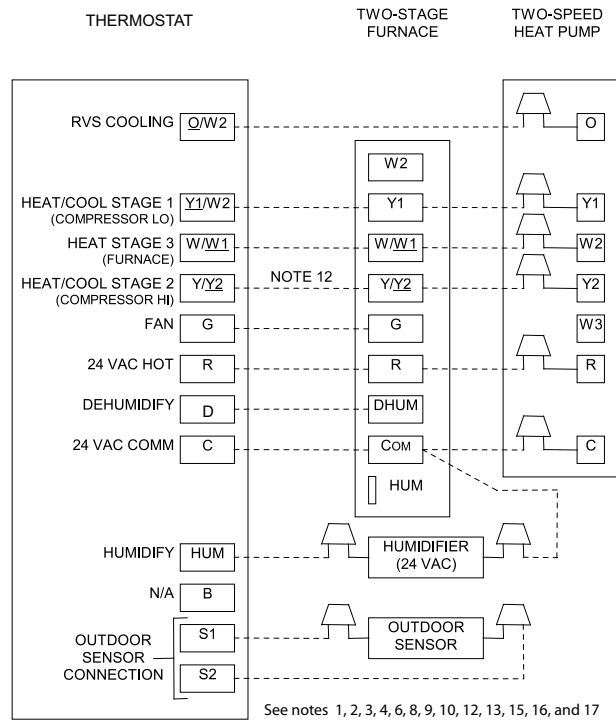 THERMOSTAT
TWO-STAGE
FURNACE
TWO-SPEED
HEAT PUMP
RVS COOLING O/W2 O
W2
HEAT/COOL STAGE 1 Y1/W2 Y1 Y1
(COMPRESSOR LO)
HEAT STAGE 3 W/W1 W/W1 W2
(FURNACE)
HEAT/COOL STAGE 2 Y/Y2 NOTE 12 Y/Y2 Y2
(COMPRESSOR HI)
FAN G G W3
24 VAC HOT R R R
DEHUMIDIFY D DHUM
24 VAC COMM C COM C
HUM
HUMIDIFY HUM HUMIDIFIER
(24 VAC)
N/A B
OUTDOOR
SENSOR
CONNECTION
S1 OUTDOOR
SENSOR
S2
See notes 1, 2, 3, 4, 6, 8, 9, 10, 12, 13, 15, 16, and 17